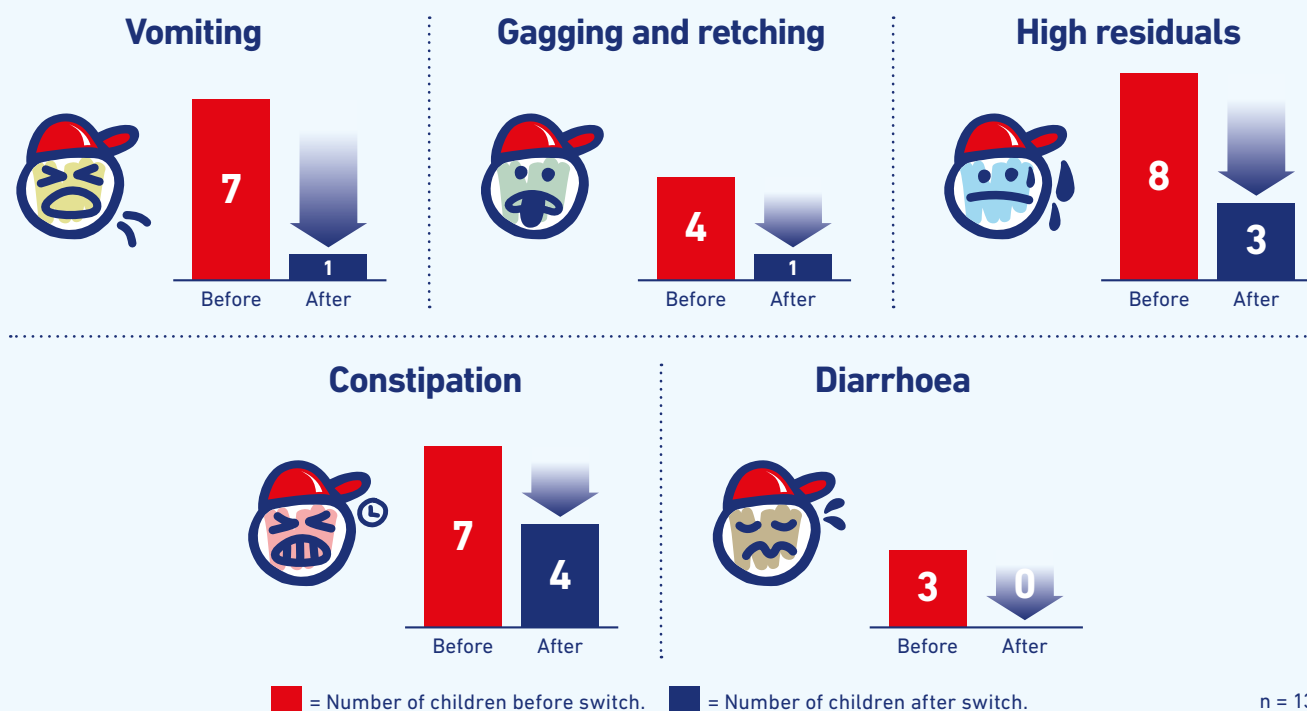 Vomiting
7
1
Before After
Gagging and retching
4
1
Before After
High residuals
8
3
Before After
Constipation
7
4
Before After
Diarrhoea
3
0
Before After
= Number of children before switch.
= Number of children after switch.
n = 13